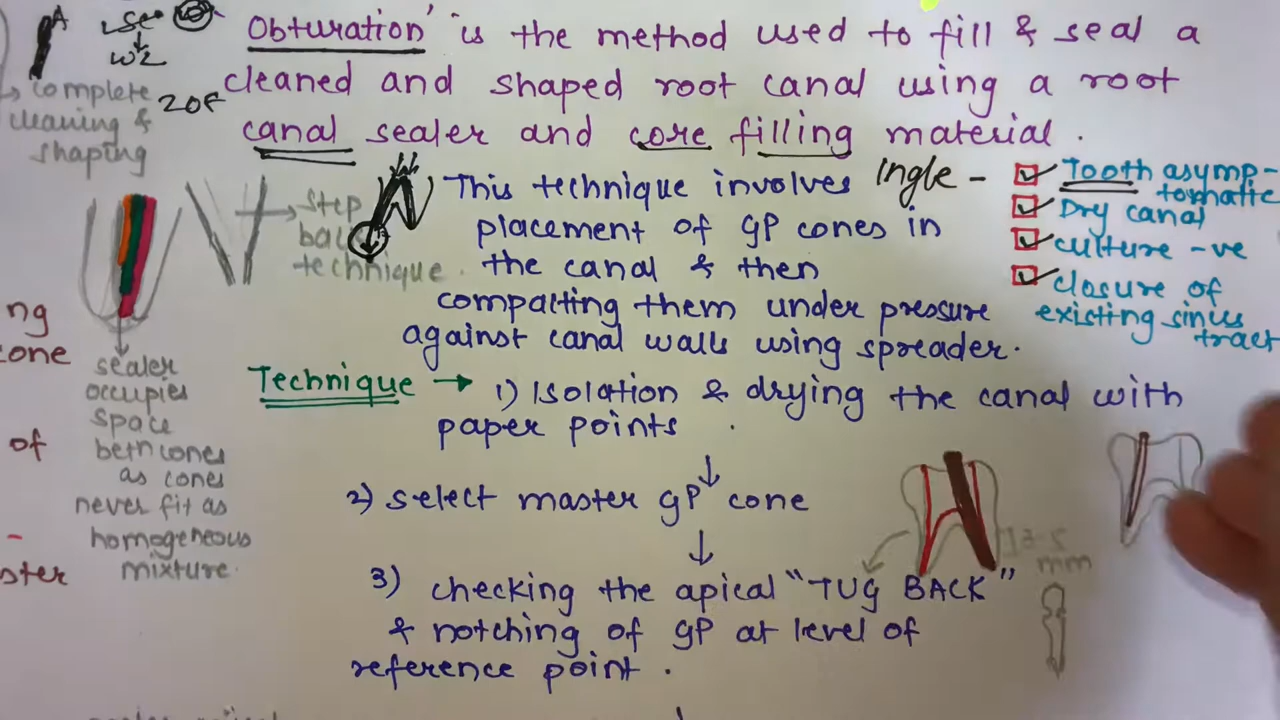 Obturation is the method used to fill & seal a
cleaned and shaped root canal using a root
canal sealer and core filling material.
A
W2
20F
complete
cleaning &
shaping
step
back
technique.
This technique involves
placement of GP cones in
the canal & then
compacting them under pressure
against canal walls using spreader.
Ingle -
Tooth asymp-
tomatic
Dry canal
culture -ve
closure of
existing sinus
tract
ng
cone
of
-
ster
sealer
occupies
space
betn cones
as cones
never fit as
homogeneous
mixture.
Technique → 1) Isolation & drying the canal with
paper points.
2) select master GP cone
3) checking the apical "TUG BACK"
& notching of GP at level of
reference point.
mm